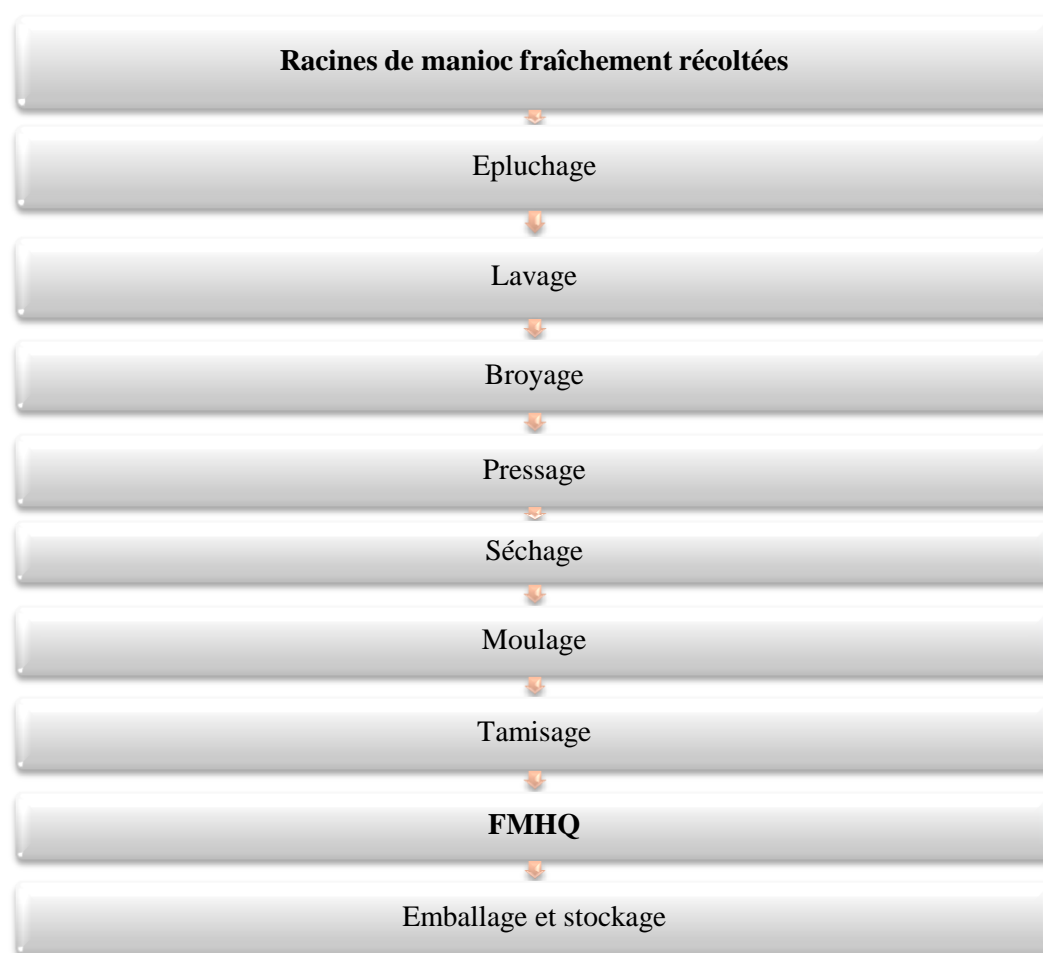 Racines de manioc fraîchement récoltées
Epluchage
Lavage
Broyage
Pressage
Séchage
Moulage
Tamisage
FMHQ
Emballage et stockage